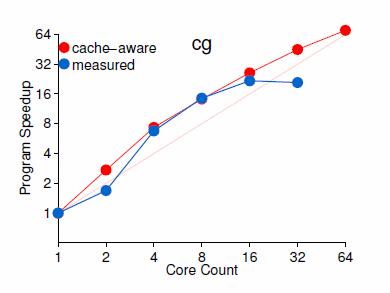 cg
cache–aware
measured
Program Speedup
64
32
16
8
4
2
1
1 2 4 8 16 32 64
Core Count